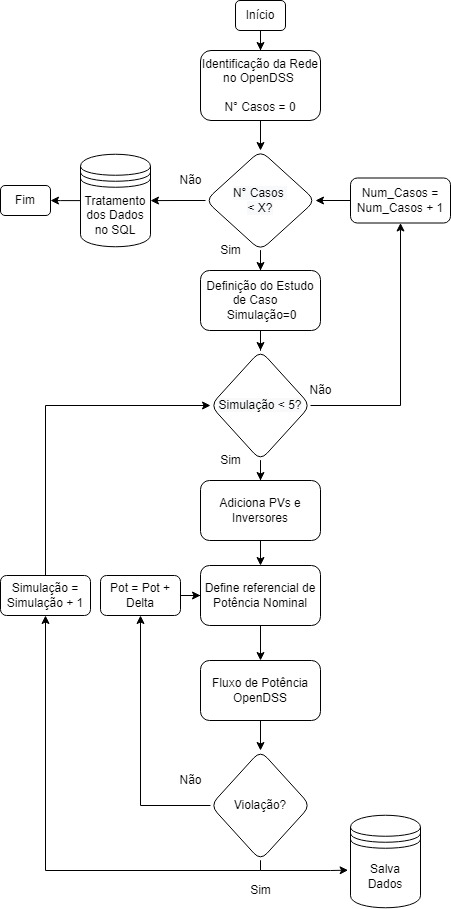 Início
Identificação da Rede
no OpenDSS
N° Casos = 0
N° Casos
< X?
Não
Tratamento
dos Dados
no SQL
Fim
Num_Casos =
Num_Casos + 1
Sim
Definição do Estudo
de Caso
Simulação=0
Simulação < 5?
Não
Sim
Adiciona PVs e
Inversores
Simulação =
Simulação + 1
Pot = Pot +
Delta
Define referencial de
Potência Nominal
Fluxo de Potência
OpenDSS
Não
Violação?
Sim
Salva
Dados